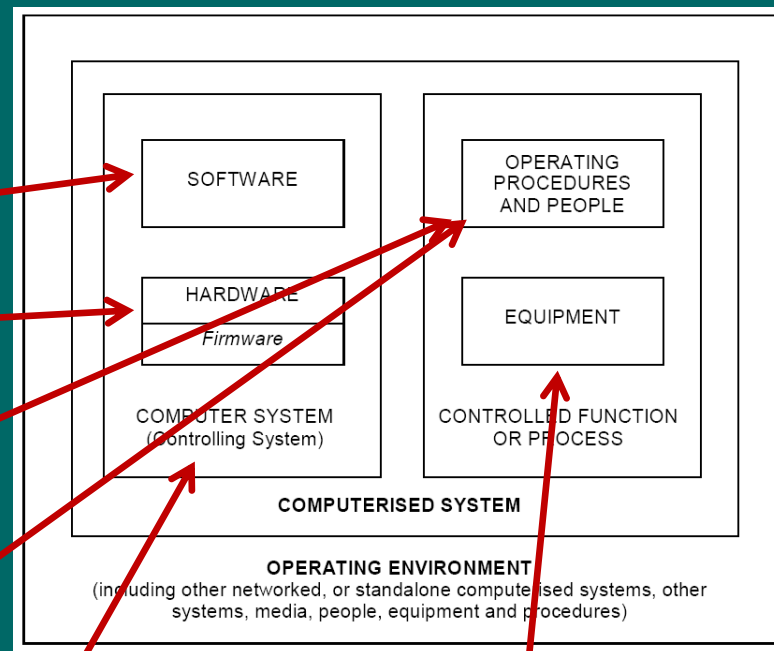 SOFTWARE
HARDWARE
Firmware
COMPUTER SYSTEM
(Controlling System)
OPERATING
PROCEDURES
AND PEOPLE
EQUIPMENT
CONTROLLED FUNCTION
OR PROCESS
COMPUTERISED SYSTEM
OPERATING ENVIRONMENT
(including other networked, or standalone computerised systems, other
systems, media, people, equipment and procedures)